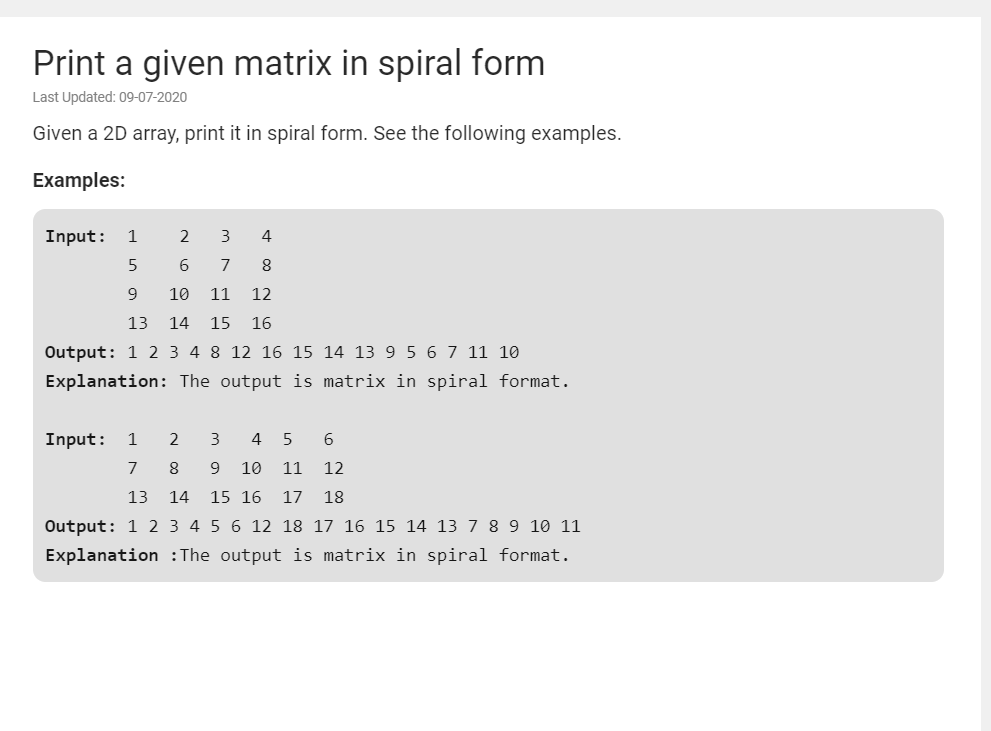 Print a given matrix in spiral form
Last Updated: 09-07-2020
Given a 2D array, print it in spiral form. See the following examples.
Examples:
Input:  1    2   3   4
        5    6   7   8
        9   10  11  12
        13  14  15  16
Output: 1 2 3 4 8 12 16 15 14 13 9 5 6 7 11 10
Explanation: The output is matrix in spiral format.
Input:  1   2   3   4  5   6
        7   8   9  10  11  12
        13  14  15 16  17  18
Output: 1 2 3 4 5 6 12 18 17 16 15 14 13 7 8 9 10 11
Explanation :The output is matrix in spiral format.